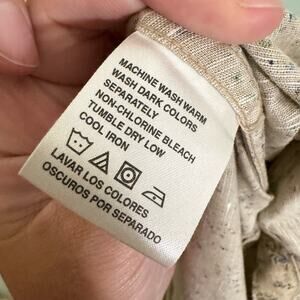 MACHINE WASH WARM
WASH DARK COLORS
SEPARATELY
NON-CHLORINE BLEACH
TUMBLE DRY LOW
COOL IRON
LAVAR LOS COLORES
OSCUROS POR SEPARADO